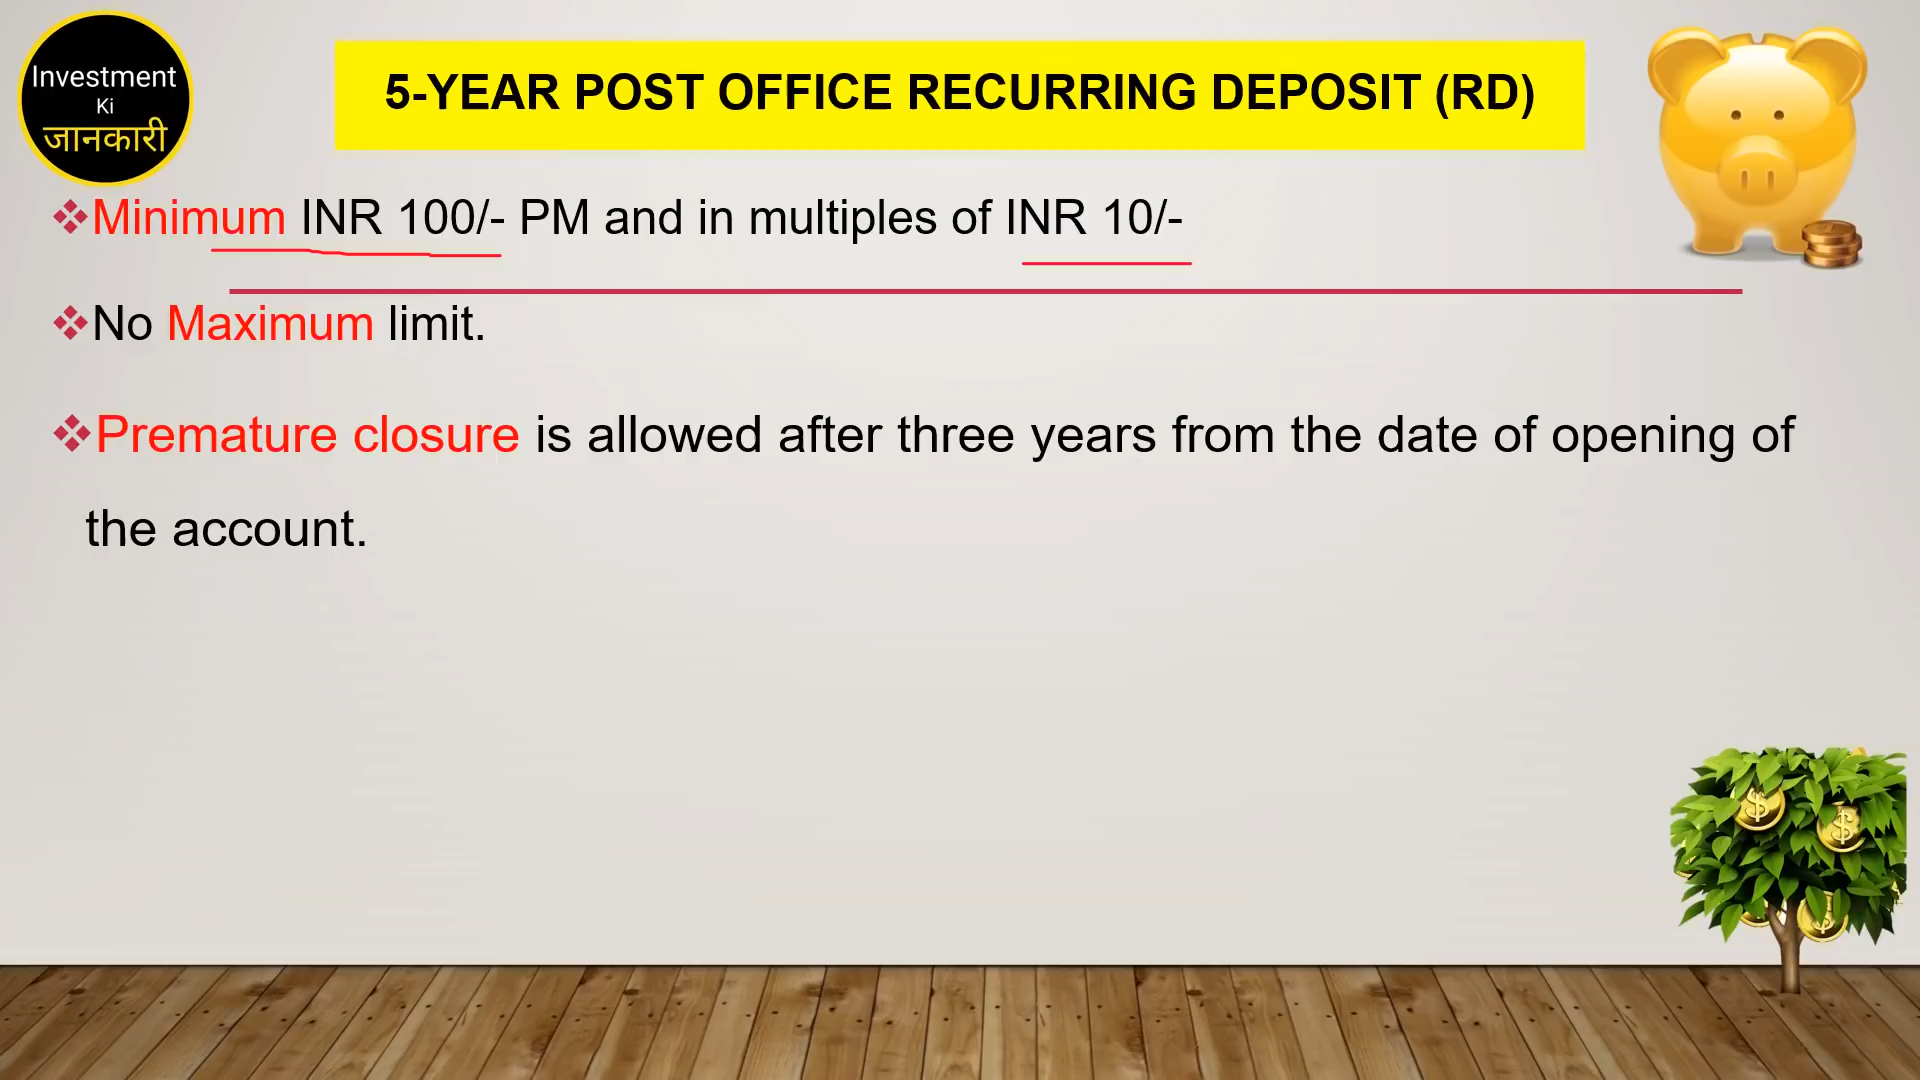 Investment
Ki
जानकारी
5-YEAR POST OFFICE RECURRING DEPOSIT (RD)
❖Minimum INR 100/- PM and in multiples of INR 10/-
❖No Maximum limit.
❖Premature closure is allowed after three years from the date of opening of
the account.